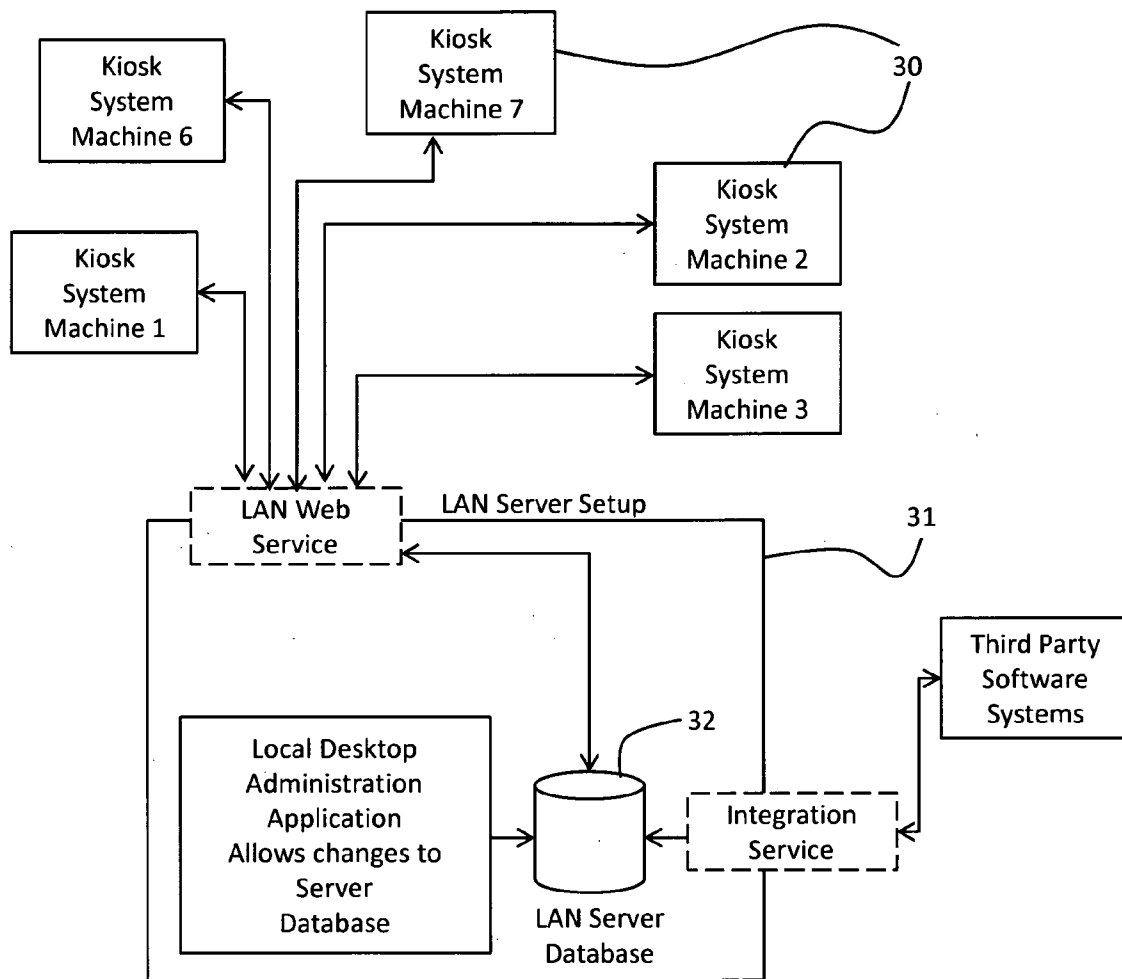 Kiosk
System
Machine 6
Kiosk
System
Machine 7
30
Kiosk
System
Machine 2
Kiosk
System
Machine 1
Kiosk
System
Machine 3
LAN Web
Service
LAN Server Setup
31
Third Party
Software
Systems
32
Local Desktop
Administration
Application
Allows changes to
Server
Database
Integration
Service
LAN Server
Database